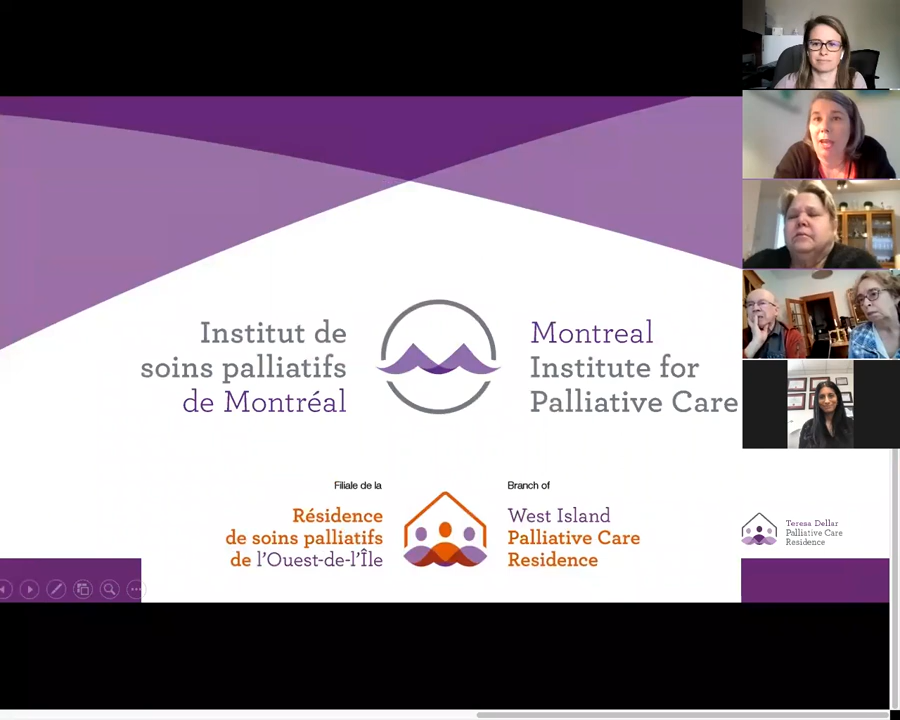 Institut de
soins palliatifs
de Montréal
Montreal
Institute for
Palliative Care
Filiale de la
Résidence
de soins palliatifs
de l'Ouest-de-l'Île
Branch of
West Island
Palliative Care
Residence
Teresa Dellar
Palliative Care
Residence